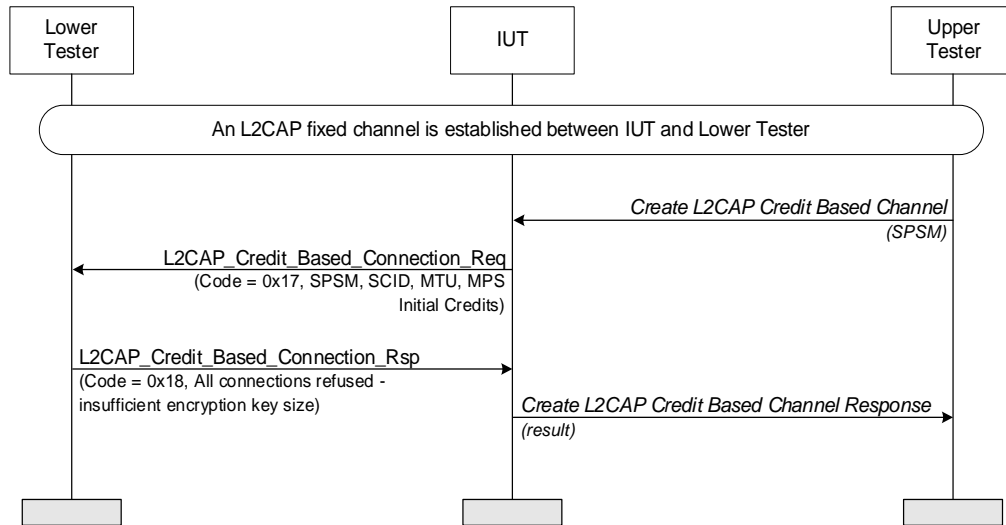 Lower
Tester
IUT
Upper
Tester
An L2CAP fixed channel is established between IUT and Lower Tester
Create L2CAP Credit Based Channel
(SPSM)
L2CAP_Credit_Based_Connection_Req
(Code = 0x17, SPSM, SCID, MTU, MPS
Initial Credits)
L2CAP_Credit_Based_Connection_Rsp
(Code = 0x18, All connections refused -
insufficient encryption key size)
Create L2CAP Credit Based Channel Response
(result)